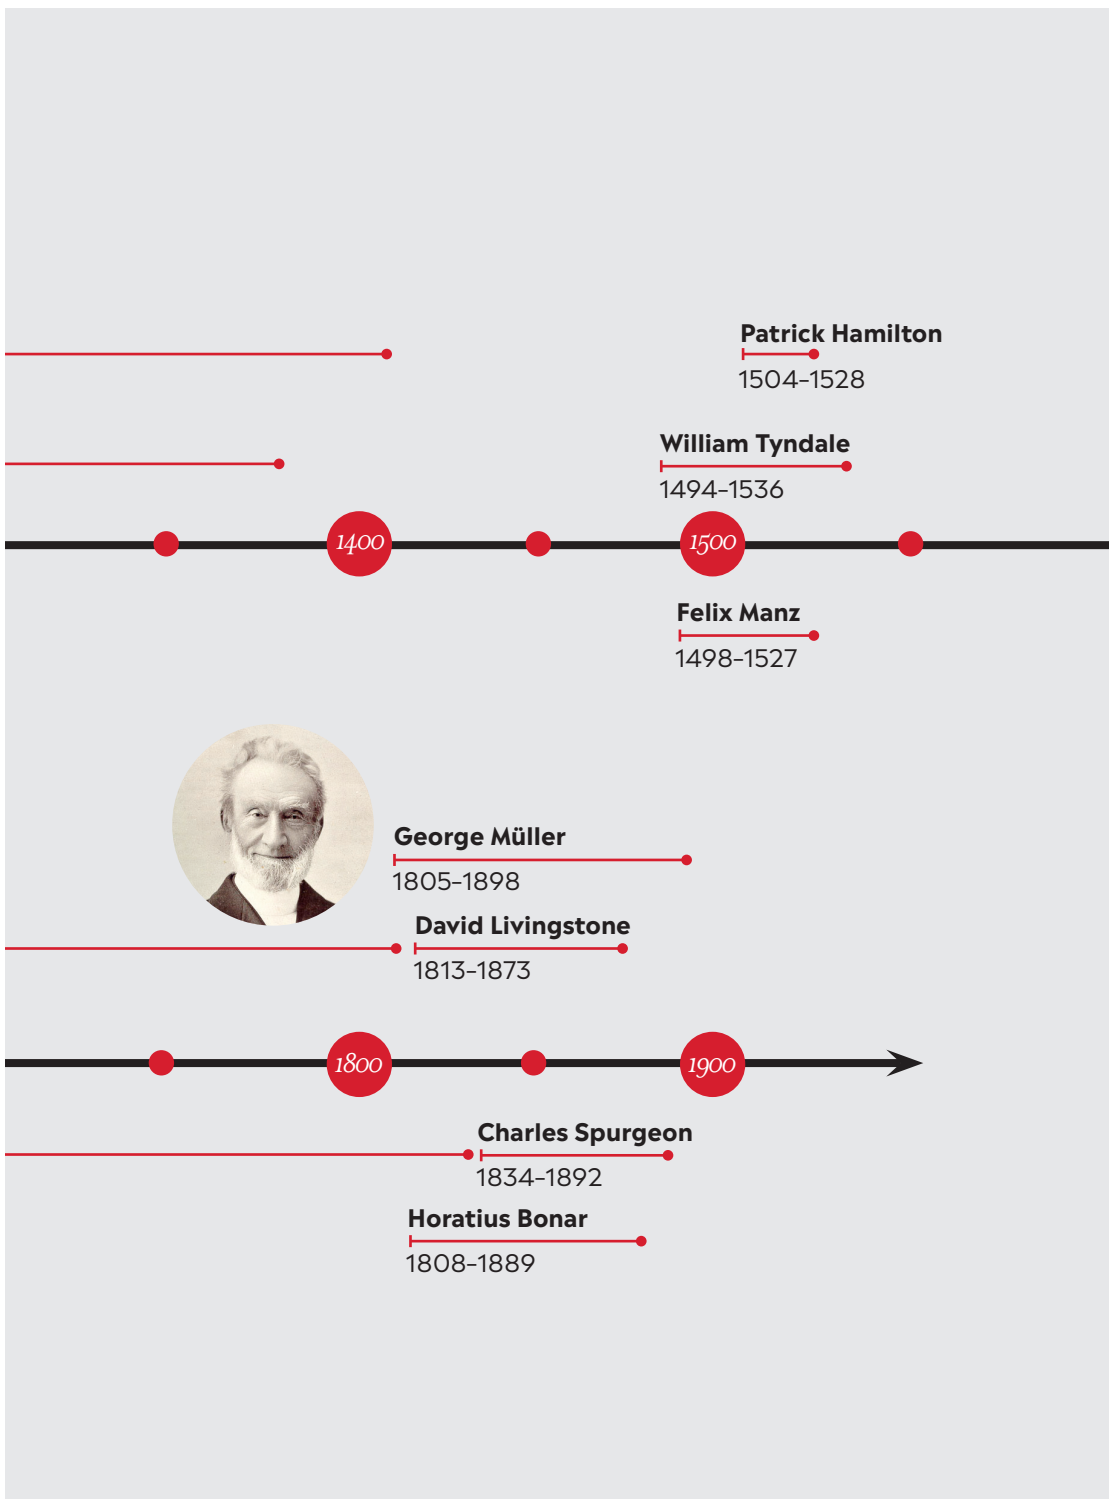 Patrick Hamilton
1504–1528
William Tyndale
1494–1536
1400
1500
Felix Manz
1498–1527
George Müller
1805–1898
David Livingstone
1813–1873
1800
1900
Charles Spurgeon
1834–1892
Horatius Bonar
1808–1889